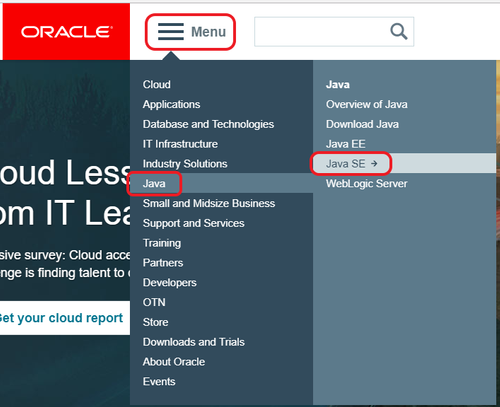 ORACLE
Menu
Cloud
Applications
Database and Technologies
IT Infrastructure
Industry Solutions
Java
Small and Midsize Business
Support and Services
Training
Partners
Developers
OTN
Store
Downloads and Trials
About Oracle
Events
Java
Overview of Java
Download Java
Java EE
Java SE →
WebLogic Server
oud Less
om IT Lea
sive survey: Cloud acce
enge is finding talent to
Get your cloud report